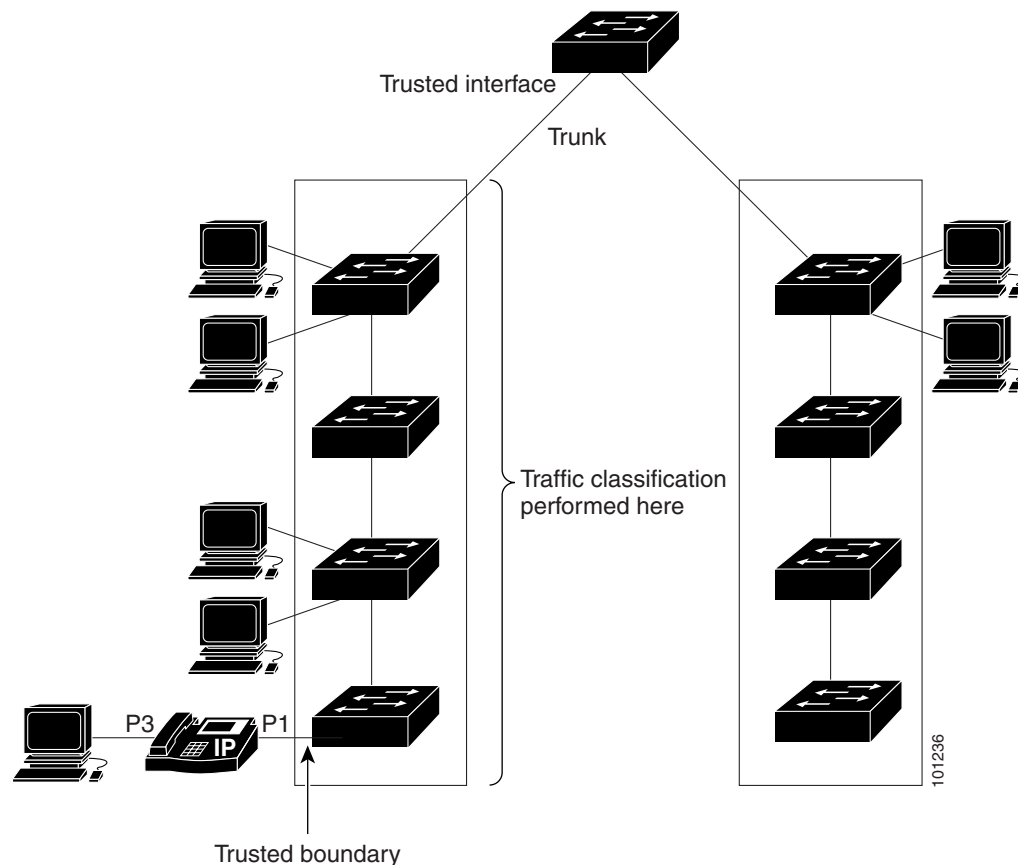 Trusted interface
Trunk
Traffic classification
performed here
P3
IP
P1
101236
Trusted boundary